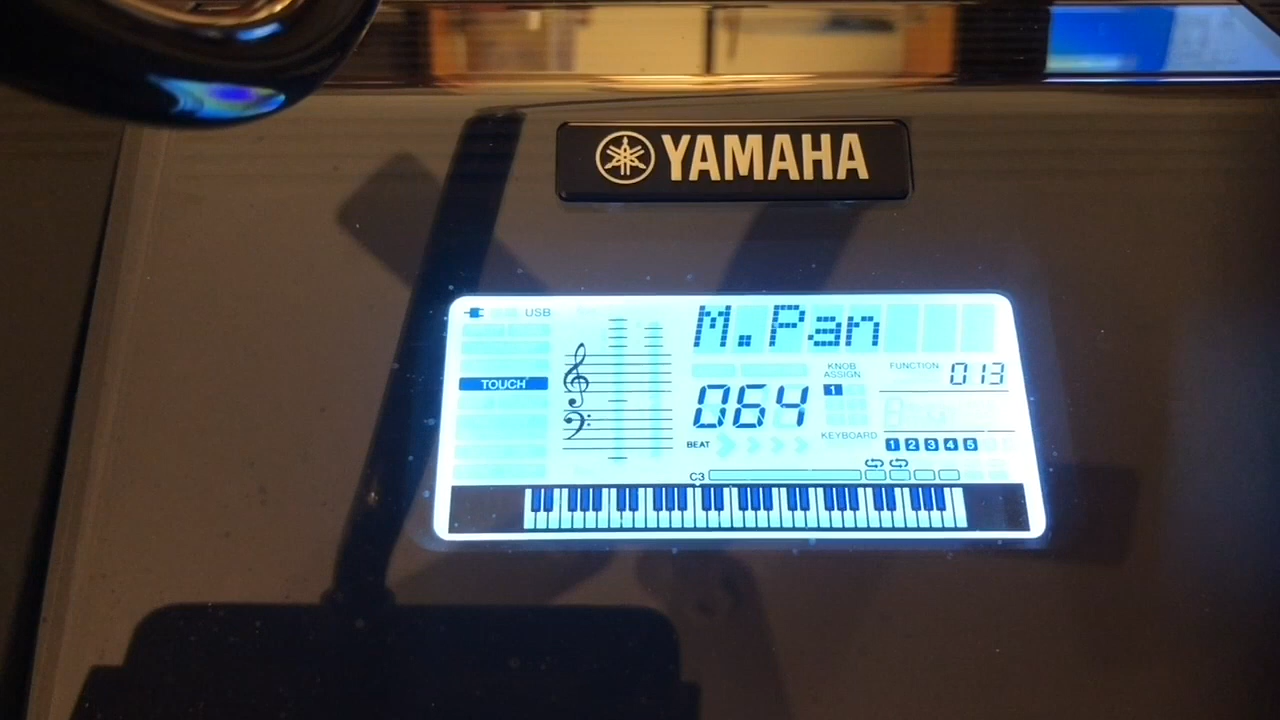 YAMAHA
USB
M.Pan
TOUCH
KNOB
ASSIGN
FUNCTION 013
064
1
BEAT
KEYBOARD
1 2 3 4 5
C3